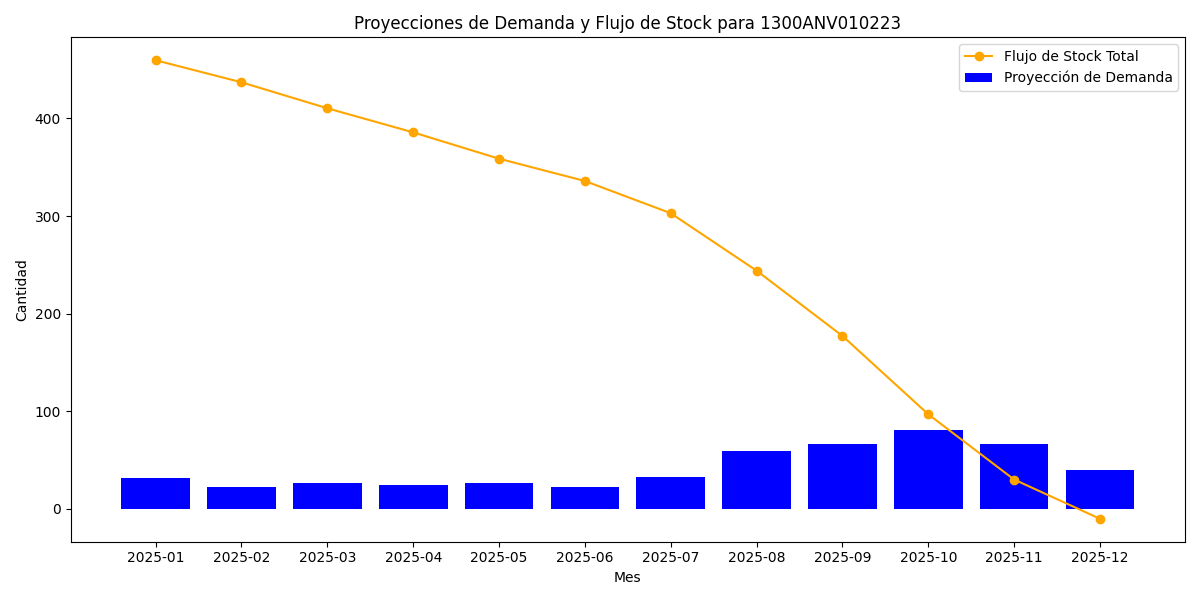 Proyecciones de Demanda y Flujo de Stock para 1300ANV010223
Flujo de Stock Total
Proyección de Demanda
Cantidad
400
300
200
100
0
2025-01 2025-02 2025-03 2025-04 2025-05 2025-06 2025-07 2025-08 2025-09 2025-10 2025-11 2025-12
Mes